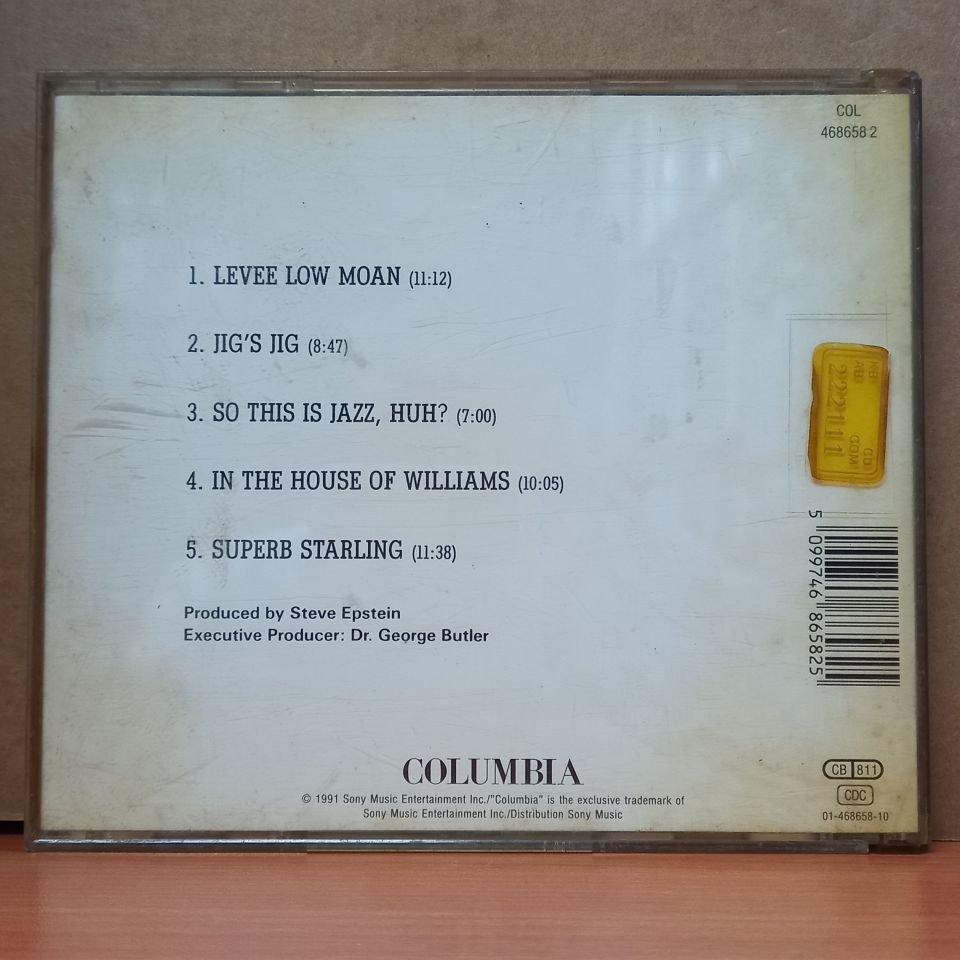 COL
468658 2
1. LEVEE LOW MOAN (11:12)
2. JIG'S JIG (8:47)
3. SO THIS IS JAZZ, HUH? (7:00)
4. IN THE HOUSE OF WILLIAMS (10:05)
5. SUPERB STARLING (11:38)
Produced by Steve Epstein
Executive Producer: Dr. George Butler
5 099746 865825
COLUMBIA
© 1991 Sony Music Entertainment Inc./"Columbia" is the exclusive trademark of
Sony Music Entertainment Inc./Distribution Sony Music
CB 811
CDC
01-468658-10